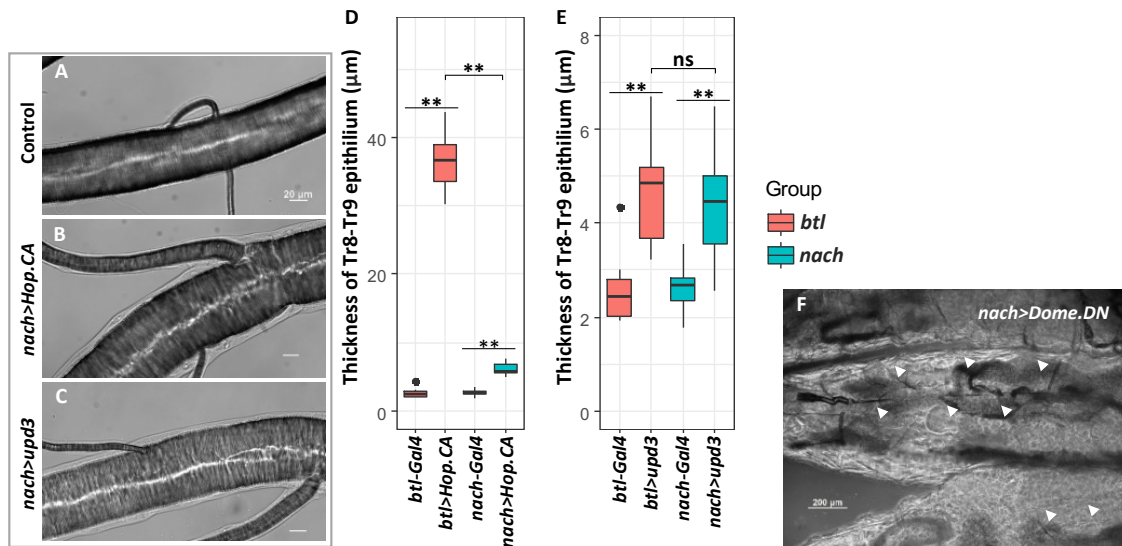 A
Control
20 µm
B
nach>Hop.CA
C
nach>upd3
D
Thickness of Tr8-Tr9 epithilium (µm)
0
20
40
**
**
**
btl-Gal4
btl>Hop.CA
nach-Gal4
nach>Hop.CA
E
Thickness of Tr8-Tr9 epithilium (µm)
0
2
4
6
8
**
ns
**
btl-Gal4
btl>upd3
nach-Gal4
nach>upd3
Group
btl
nach
F
nach>Dome.DN
200 µm